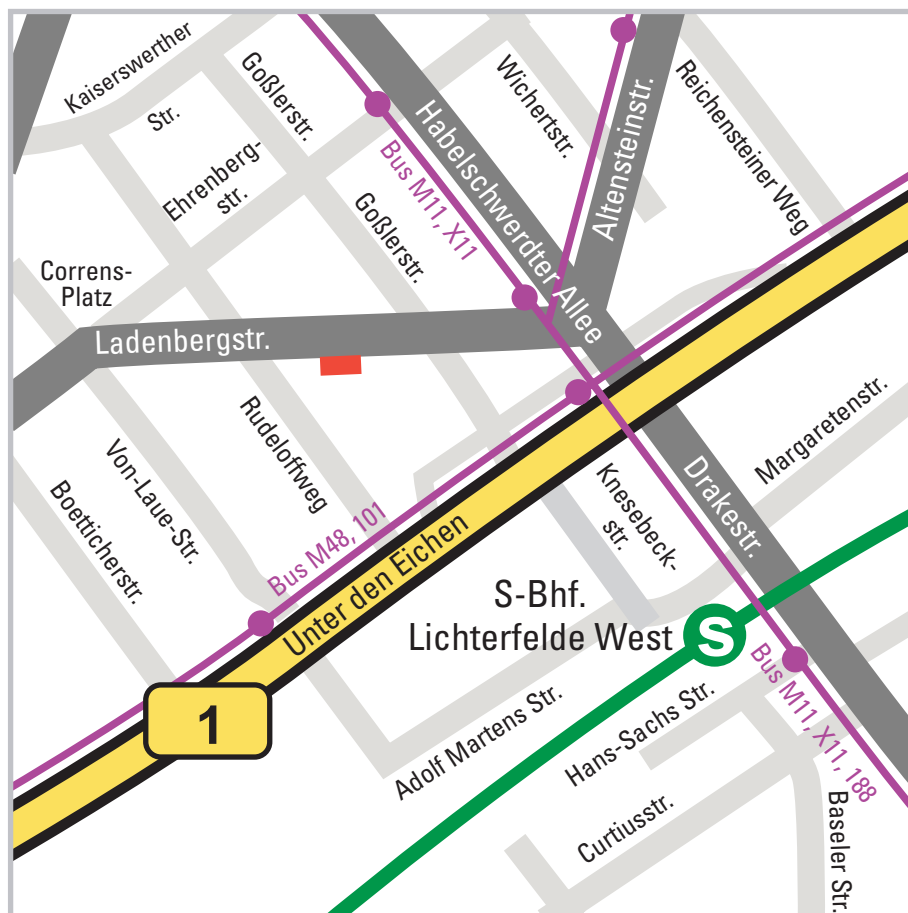 Kaiserswerther
Str.
Goßlerstr.
Ehrenberg-
str.
Wichertstr.
Habelschwerdter Allee
Altensteinstr.
Reichensteiner Weg
Bus M11, X11
Goßlerstr.
Correns-
Platz
Ladenbergstr.
Rudeloffweg
Von-Laue-Str.
Boetticherstr.
Bus M48, 101
Unter den Eichen
Knesebeck-
str.
Drakestr.
Margaretenstr.
S-Bhf.
Lichterfelde West
S
1
Adolf Martens Str.
Hans-Sachs Str.
Bus M11, X11, 188
Curtiusstr.
Baseler Str.